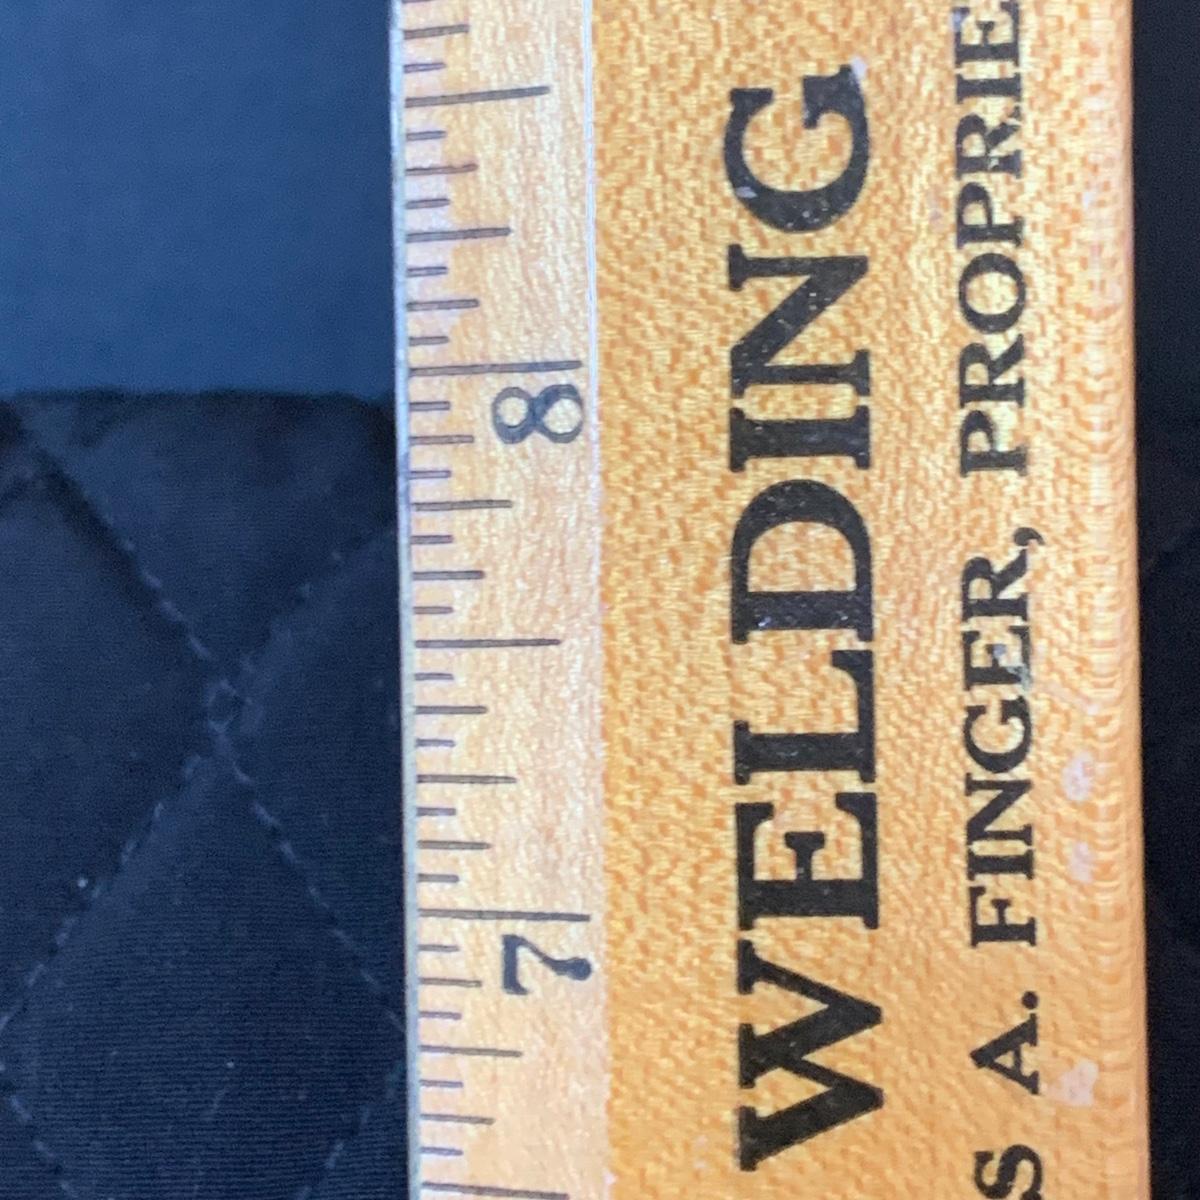 8
7
WELDING
S A. FINGER, PROPRIE